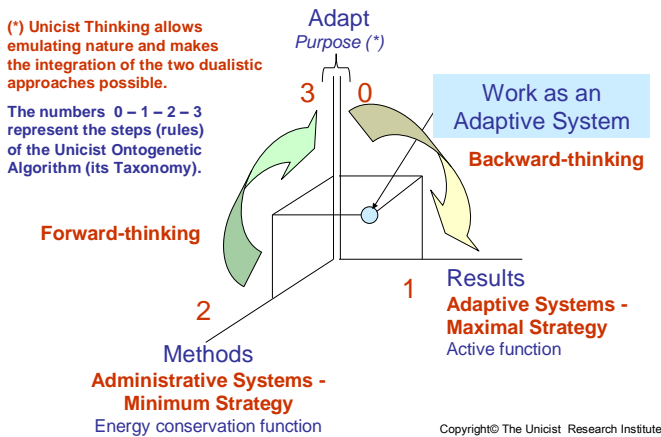 Adapt
Purpose (*)
(*) Unicist Thinking allows
emulating nature and makes
the integration of the two dualistic
approaches possible.
The numbers 0 – 1 – 2 – 3
represent the steps (rules)
of the Unicist Ontogenetic
Algorithm (its Taxonomy).
3
0
Work as an
Adaptive System
Backward-thinking
Forward-thinking
1
2
Results
Adaptive Systems -
Maximal Strategy
Active function
Methods
Administrative Systems -
Minimum Strategy
Energy conservation function
Copyright© The Unicist Research Institute